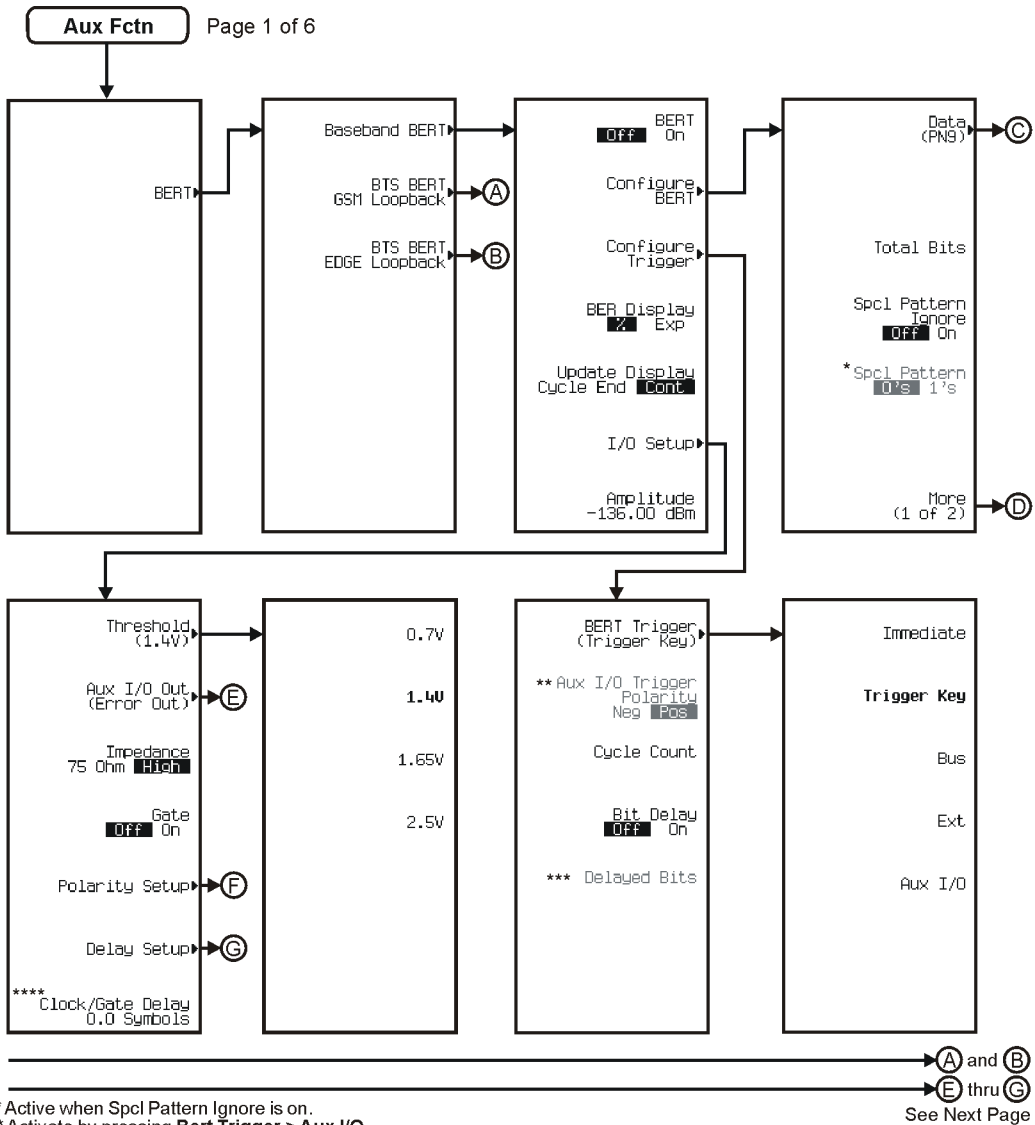 Aux Fctn
Page 1 of 6
BERT
Baseband BERT
BTS BERT
GSM Loopback
A
BTS BERT
EDGE Loopback
B
BERT
Off On
Configure
BERT
Configure
Trigger
BER Display
% Exp
Update Display
Cycle End Cont
I/O Setup
Amplitude
-136.00 dBm
Data
(PN9)
C
Total Bits
Spcl Pattern
Ignore
Off On
*Spcl Pattern
0's 1's
More
(1 of 2)
D
Threshold
(1.4V)
Aux I/O Out
(Error Out)
E
Impedance
75 Ohm High
Gate
Off On
Polarity Setup
F
Delay Setup
G
****
Clock/Gate Delay
0.0 Symbols
0.7V
1.4V
1.65V
2.5V
BERT Trigger
(Trigger Key)
**Aux I/O Trigger
Polarity
Neg Pos
Cycle Count
Bit Delay
Off On
*** Delayed Bits
Immediate
Trigger Key
Bus
Ext
Aux I/O
A and B
E thru G
See Next Page
* Active when Spcl Pattern Ignore is on.
* Activate by pressing Bert Trigger > Aux I/O